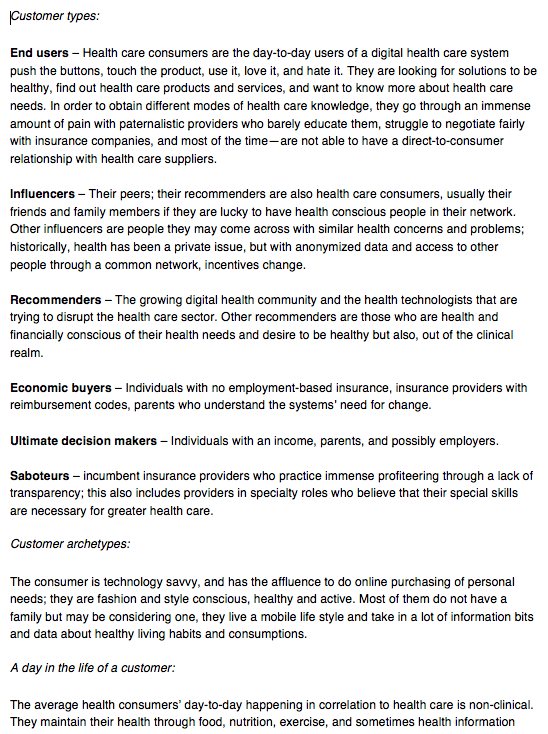 Customer types:
End users – Health care consumers are the day-to-day users of a digital health care system
push the buttons, touch the product, use it, love it, and hate it. They are looking for solutions to be
healthy, find out health care products and services, and want to know more about health care
needs. In order to obtain different modes of health care knowledge, they go through an immense
amount of pain with paternalistic providers who barely educate them, struggle to negotiate fairly
with insurance companies, and most of the time—are not able to have a direct-to-consumer
relationship with health care suppliers.
Influencers – Their peers; their recommenders are also health care consumers, usually their
friends and family members if they are lucky to have health conscious people in their network.
Other influencers are people they may come across with similar health concerns and problems;
historically, health has been a private issue, but with anonymized data and access to other
people through a common network, incentives change.
Recommenders – The growing digital health community and the health technologists that are
trying to disrupt the health care sector. Other recommenders are those who are health and
financially conscious of their health needs and desire to be healthy but also, out of the clinical
realm.
Economic buyers – Individuals with no employment-based insurance, insurance providers with
reimbursement codes, parents who understand the systems' need for change.
Ultimate decision makers – Individuals with an income, parents, and possibly employers.
Saboteurs – incumbent insurance providers who practice immense profiteering through a lack of
transparency; this also includes providers in specialty roles who believe that their special skills
are necessary for greater health care.
Customer archetypes:
The consumer is technology savvy, and has the affluence to do online purchasing of personal
needs; they are fashion and style conscious, healthy and active. Most of them do not have a
family but may be considering one, they live a mobile life style and take in a lot of information bits
and data about healthy living habits and consumptions.
A day in the life of a customer:
The average health consumers' day-to-day happening in correlation to health care is non-clinical.
They maintain their health through food, nutrition, exercise, and sometimes health information